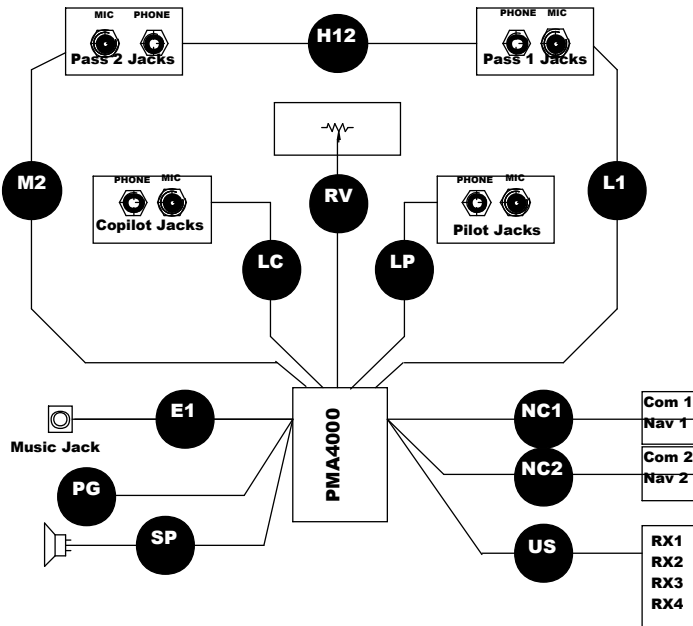 MIC PHONE
Pass 2 Jacks
H12
PHONE MIC
Pass 1 Jacks
M2
RV
L1
PHONE MIC
Copilot Jacks
PHONE MIC
Pilot Jacks
LC
LP
Music Jack
E1
PMA4000
NC1
Com 1
Nav 1
NC2
Com 2
Nav 2
PG
SP
US
RX1
RX2
RX3
RX4